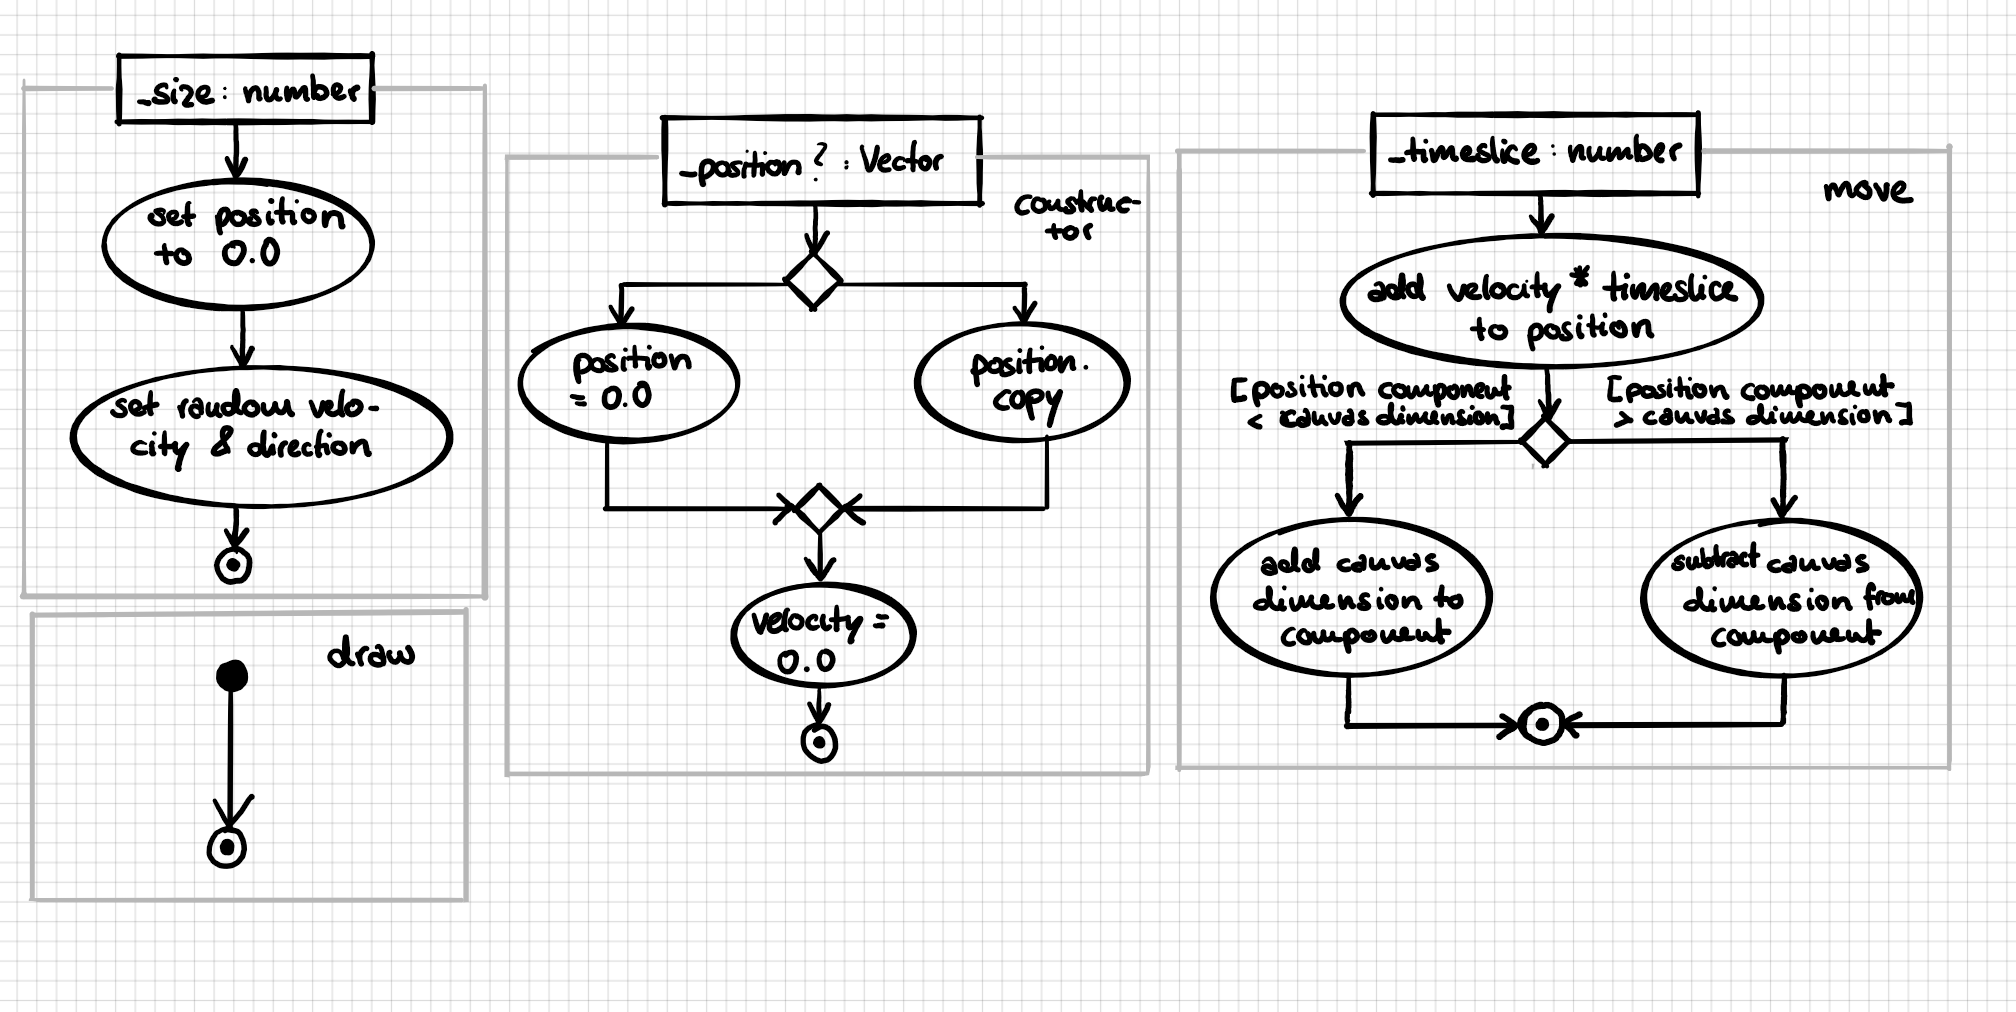 _size: number
set position
to 0.0
set random velo-
city & direction
draw
_position? : Vector
construc-
tor
position
= 0.0
position.
copy
velocity =
0.0
_timeslice : number
move
add velocity * timeslice
to position
[position component
< canvas dimension]
[position component
> canvas dimension]
add canvas
dimension to
component
subtract canvas
dimension from
component